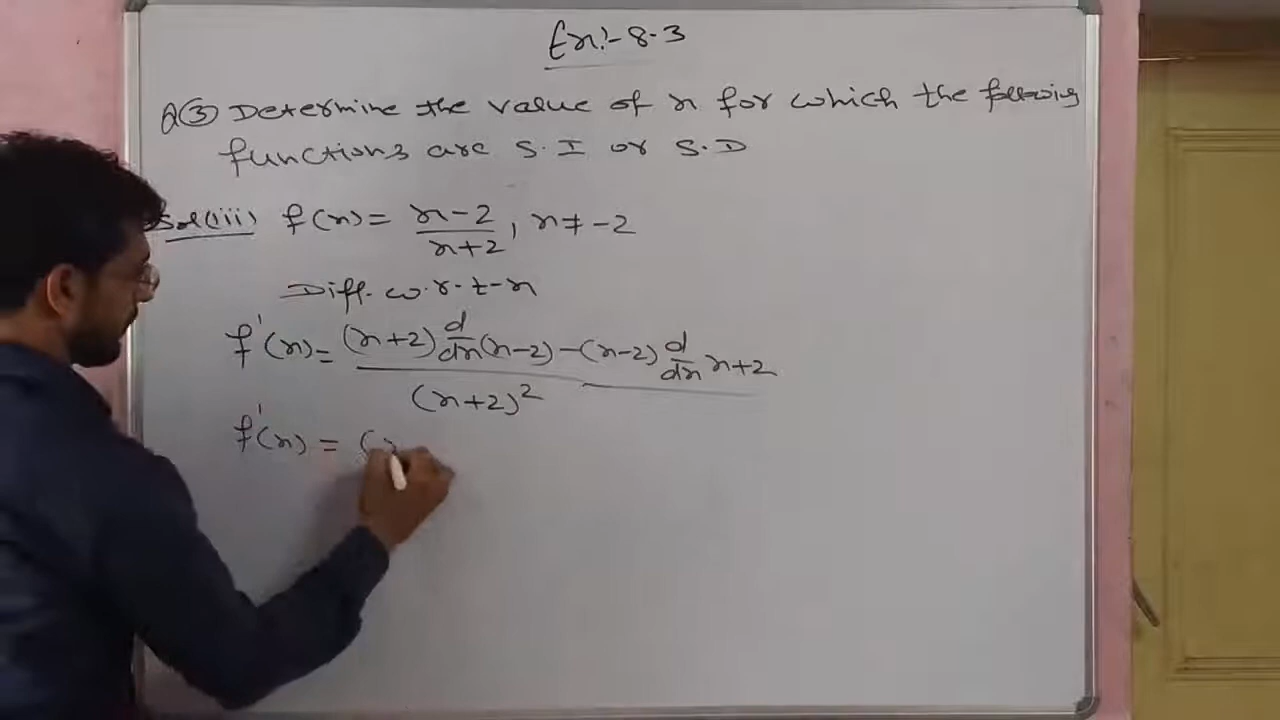 Ex:- 8.3
Q③ Determine the value of x for which the following
functions are S.I or S.D
Sol(iii) f(x) = x-2/x+2, x ≠ -2
Diff. w.r.t-x
f'(x) = (x+2) d/dx (x-2) - (x-2) d/dx x+2 / (x+2)²
f'(x) = (x